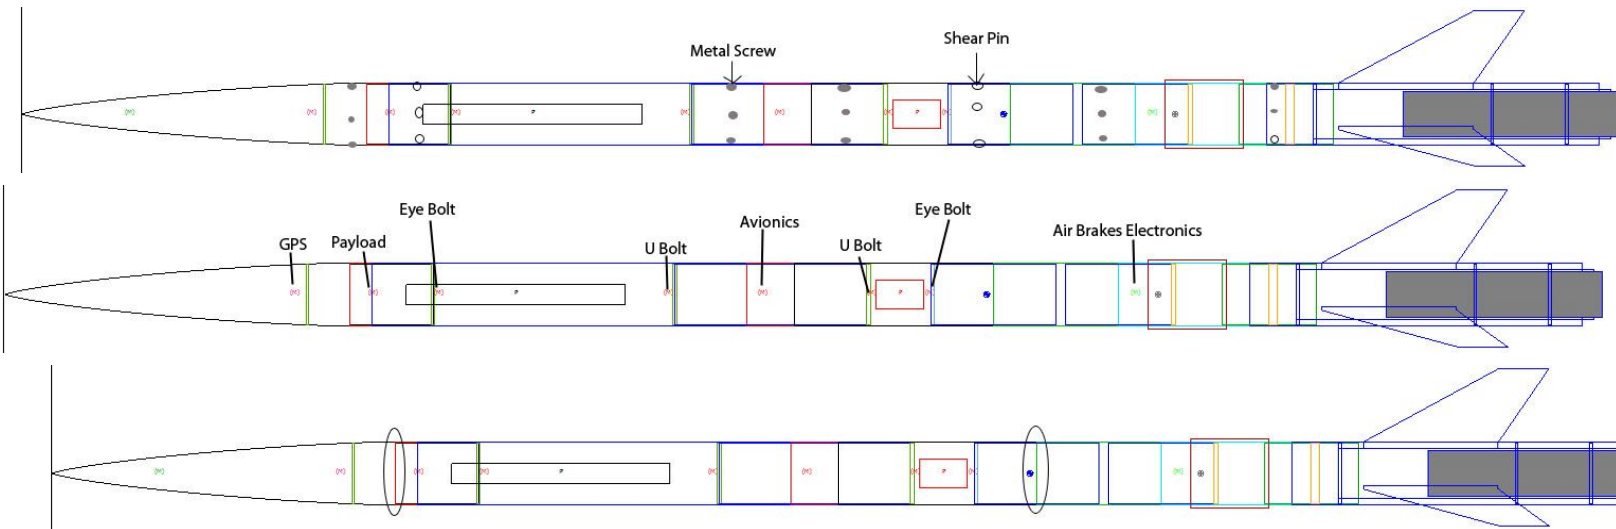 Metal Screw
Shear Pin
(M) (M) (M) (M) P (M) (M) (M) P (M) (M)
Eye Bolt
Eye Bolt
Avionics
GPS
Payload
U Bolt
U Bolt
Air Brakes Electronics
(M) (M) (M) P (M) (M) (M) P (M) (M)
(M) (M) (M) (M) P (M) (M) (M) P (M) (M)